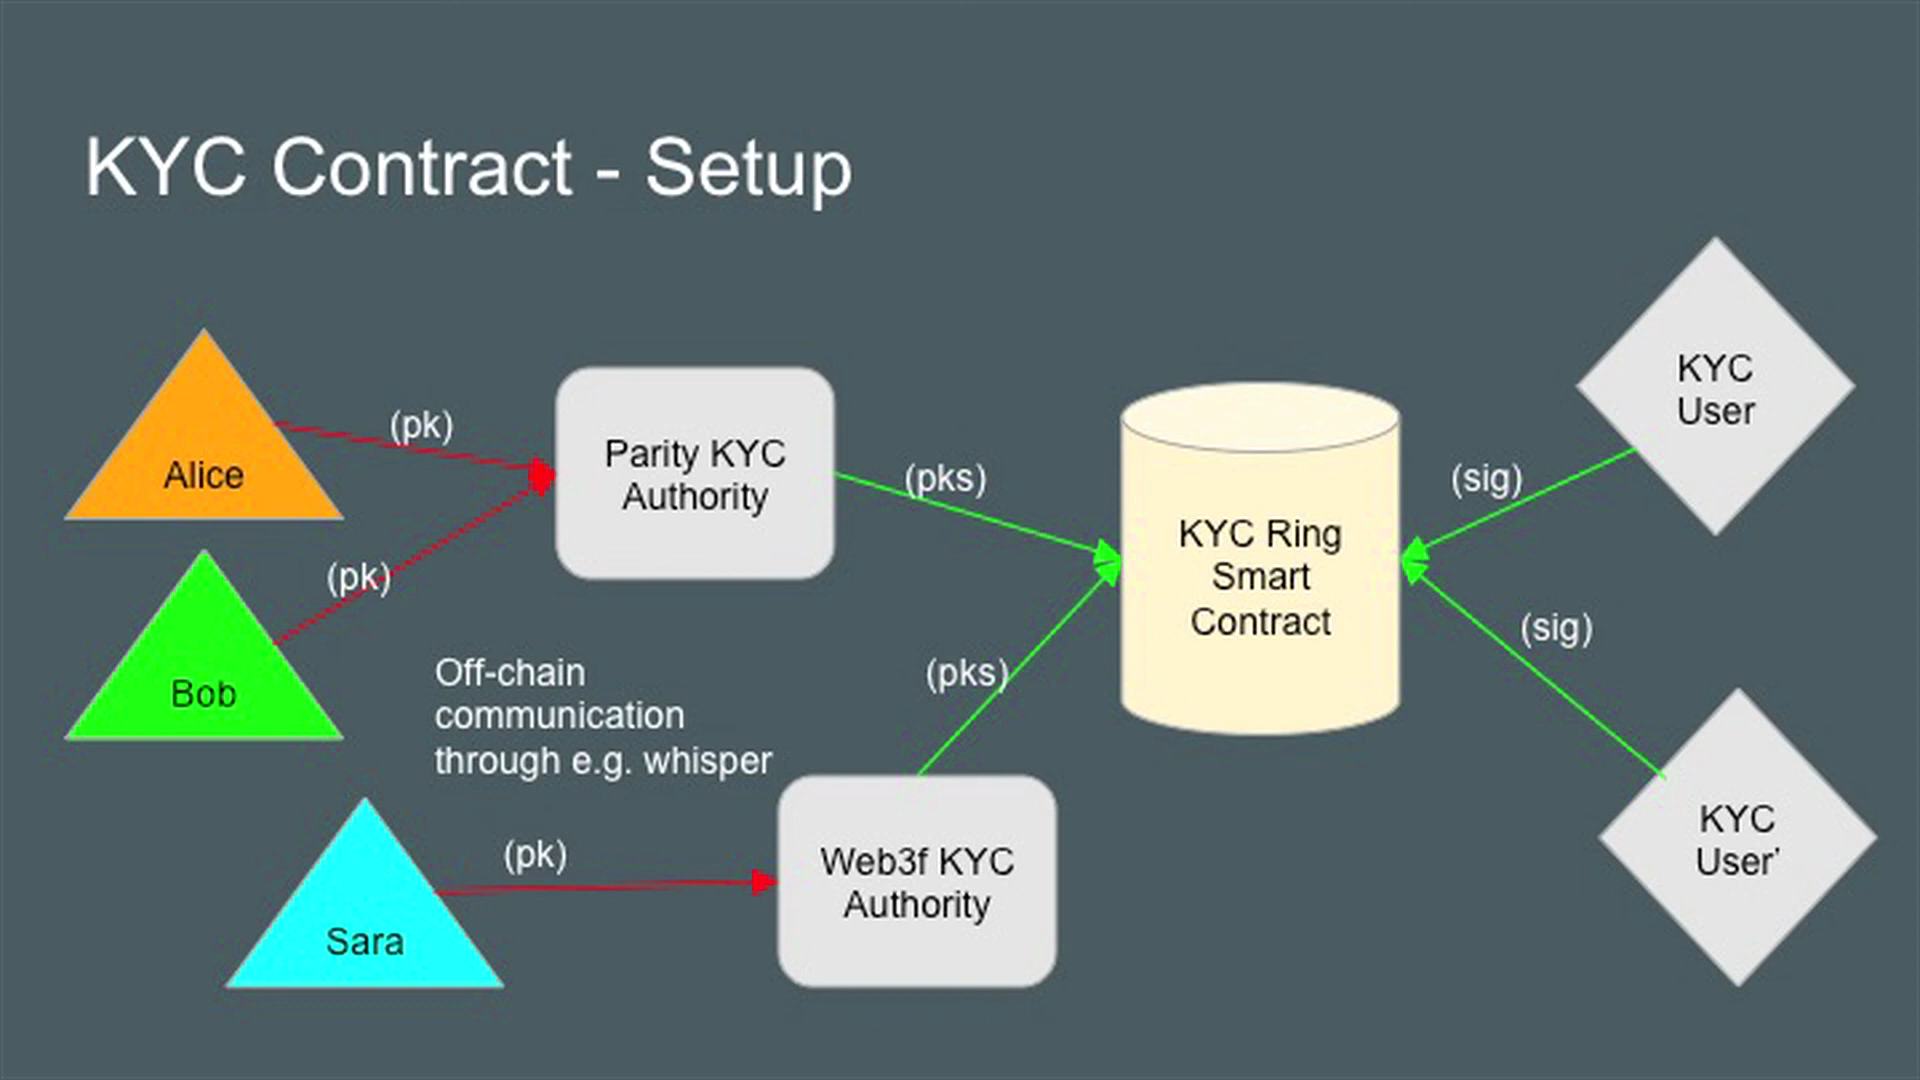 KYC Contract - Setup
Alice
(pk)
Parity KYC
Authority
(pks)
KYC Ring
Smart
Contract
(sig)
KYC
User
Bob
(pk)
Off-chain
communication
through e.g. whisper
(pks)
(sig)
Sara
(pk)
Web3f KYC
Authority
KYC
User'